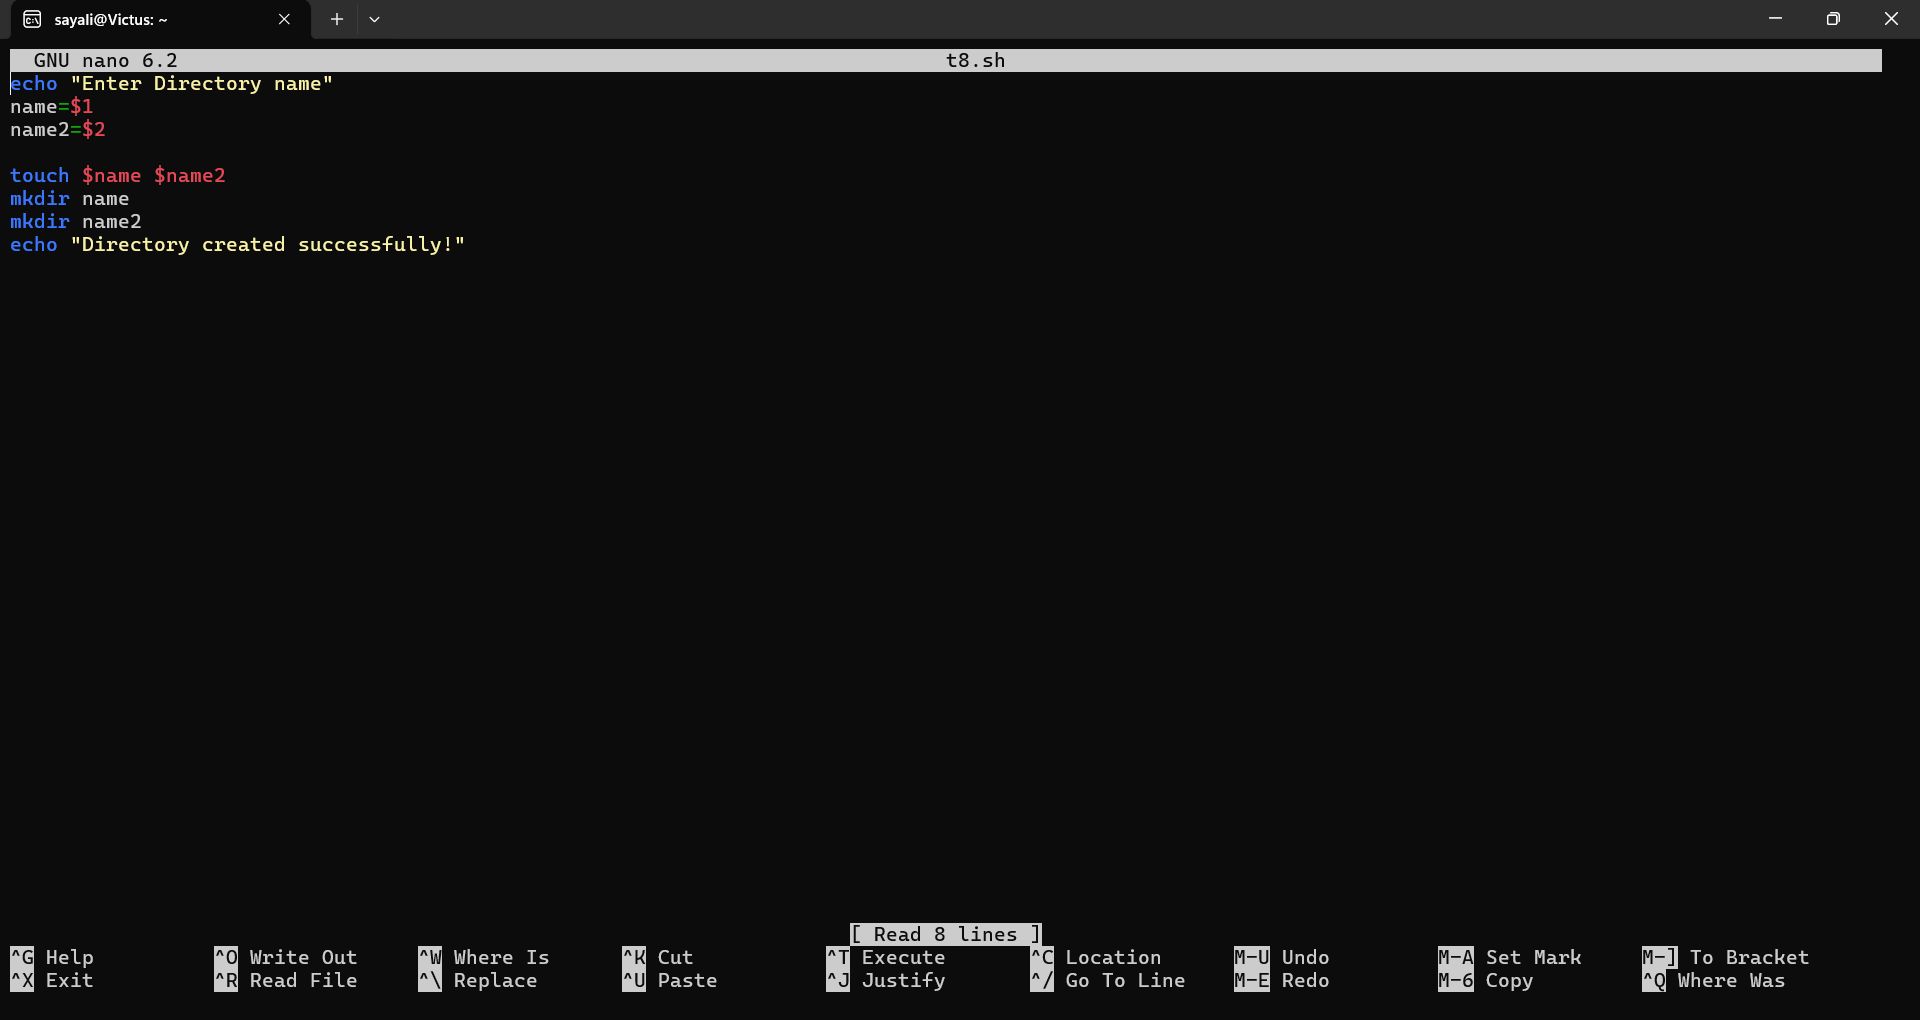 sayali@Victus: ~
GNU nano 6.2 t8.sh
echo "Enter Directory name"
name=$1
name2=$2
touch $name $name2
mkdir name
mkdir name2
echo "Directory created successfully!"
[ Read 8 lines ]
^G Help ^O Write Out ^W Where Is ^K Cut ^T Execute ^C Location M-U Undo M-A Set Mark M-] To Bracket
^X Exit ^R Read File ^\ Replace ^U Paste ^J Justify ^/ Go To Line M-E Redo M-6 Copy ^Q Where Was